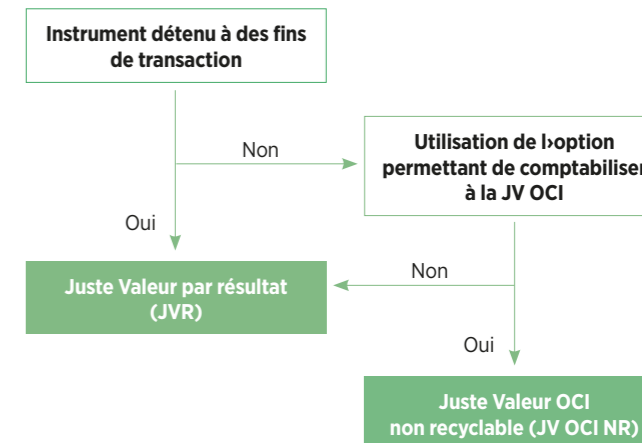 Instrument détenu à des fins
de transaction
Non
Utilisation de l›option
permettant de comptabiliser
à la JV OCI
Oui
Juste Valeur par résultat
(JVR)
Non
Oui
Juste Valeur OCI
non recyclable (JV OCI NR)